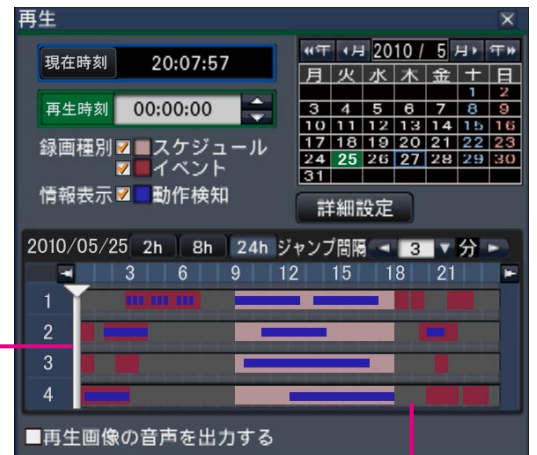 再生
現在時刻 20:07:57
再生時刻 00:00:00
録画種別 スケジュール
イベント
情報表示 動作検知
年 月 2010 / 5 月 年
月 火 水 木 金 土 日
1 2
3 4 5 6 7 8 9
10 11 12 13 14 15 16
17 18 19 20 21 22 23
24 25 26 27 28 29 30
31
詳細設定
2010/05/25 2h 8h 24h ジャンプ間隔 3 分
3 6 9 12 15 18 21
1
2
3
4
再生画像の音声を出力する